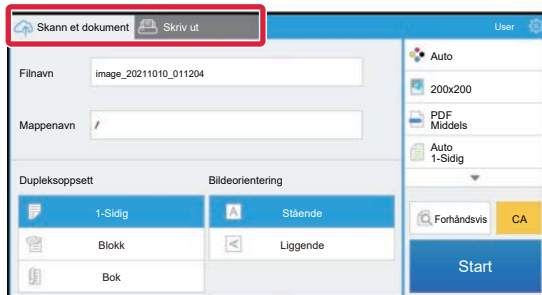 Skann et dokument Skriv ut User
Filnavn image_20211010_011204
Mappenavn /
Dupleksoppsett Bildeorientering
1-Sidig Stående
Blokk Liggende
Bok
Auto
200x200
PDF
Middels
Auto
1-Sidig
Forhåndsvis CA
Start